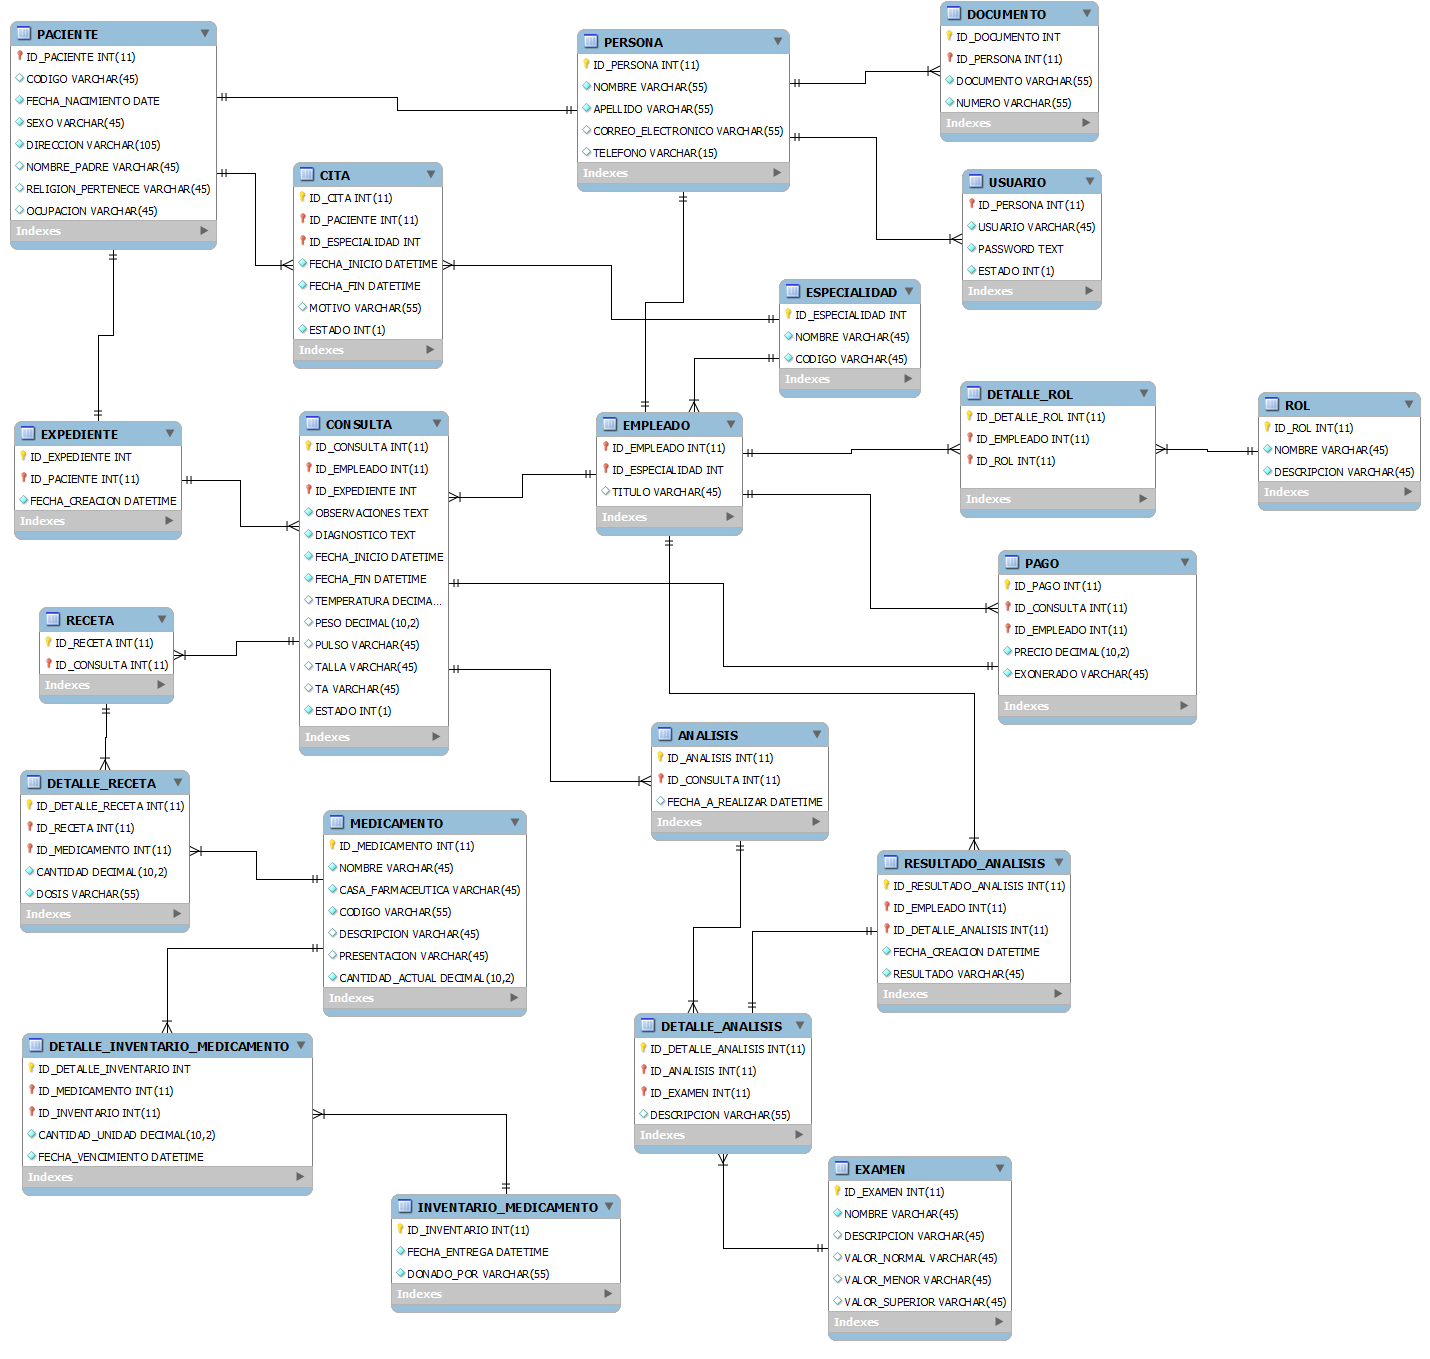 PACIENTE
ID_PACIENTE INT(11)
CODIGO VARCHAR(45)
FECHA_NACIMIENTO DATE
SEXO VARCHAR(45)
DIRECCION VARCHAR(105)
NOMBRE_PADRE VARCHAR(45)
RELIGION_PERTENECE VARCHAR(45)
OCUPACION VARCHAR(45)
Indexes
PERSONA
ID_PERSONA INT(11)
NOMBRE VARCHAR(55)
APELLIDO VARCHAR(55)
CORREO_ELECTRONICO VARCHAR(55)
TELEFONO VARCHAR(15)
Indexes
DOCUMENTO
ID_DOCUMENTO INT
ID_PERSONA INT(11)
DOCUMENTO VARCHAR(55)
NUMERO VARCHAR(55)
Indexes
CITA
ID_CITA INT(11)
ID_PACIENTE INT(11)
ID_ESPECIALIDAD INT
FECHA_INICIO DATETIME
FECHA_FIN DATETIME
MOTIVO VARCHAR(55)
ESTADO INT(1)
Indexes
USUARIO
ID_PERSONA INT(11)
USUARIO VARCHAR(45)
PASSWORD TEXT
ESTADO INT(1)
Indexes
ESPECIALIDAD
ID_ESPECIALIDAD INT
NOMBRE VARCHAR(45)
CODIGO VARCHAR(45)
Indexes
EXPEDIENTE
ID_EXPEDIENTE INT
ID_PACIENTE INT(11)
FECHA_CREACION DATETIME
Indexes
CONSULTA
ID_CONSULTA INT(11)
ID_EMPLEADO INT(11)
ID_EXPEDIENTE INT
OBSERVACIONES TEXT
DIAGNOSTICO TEXT
FECHA_INICIO DATETIME
FECHA_FIN DATETIME
TEMPERATURA DECIMA...
PESO DECIMAL(10,2)
PULSO VARCHAR(45)
TALLA VARCHAR(45)
TA VARCHAR(45)
ESTADO INT(1)
Indexes
EMPLEADO
ID_EMPLEADO INT(11)
ID_ESPECIALIDAD INT
TITULO VARCHAR(45)
Indexes
DETALLE_ROL
ID_DETALLE_ROL INT(11)
ID_EMPLEADO INT(11)
ID_ROL INT(11)
Indexes
ROL
ID_ROL INT(11)
NOMBRE VARCHAR(45)
DESCRIPCION VARCHAR(45)
Indexes
PAGO
ID_PAGO INT(11)
ID_CONSULTA INT(11)
ID_EMPLEADO INT(11)
PRECIO DECIMAL(10,2)
EXONERADO VARCHAR(45)
Indexes
RECETA
ID_RECETA INT(11)
ID_CONSULTA INT(11)
Indexes
ANALISIS
ID_ANALISIS INT(11)
ID_CONSULTA INT(11)
FECHA_A_REALIZAR DATETIME
Indexes
DETALLE_RECETA
ID_DETALLE_RECETA INT(11)
ID_RECETA INT(11)
ID_MEDICAMENTO INT(11)
CANTIDAD DECIMAL(10,2)
DOSIS VARCHAR(55)
Indexes
MEDICAMENTO
ID_MEDICAMENTO INT(11)
NOMBRE VARCHAR(45)
CASA_FARMACEUTICA VARCHAR(45)
CODIGO VARCHAR(55)
DESCRIPCION VARCHAR(45)
PRESENTACION VARCHAR(45)
CANTIDAD_ACTUAL DECIMAL(10,2)
Indexes
RESULTADO_ANALISIS
ID_RESULTADO_ANALISIS INT(11)
ID_EMPLEADO INT(11)
ID_DETALLE_ANALISIS INT(11)
FECHA_CREACION DATETIME
RESULTADO VARCHAR(45)
Indexes
DETALLE_INVENTARIO_MEDICAMENTO
ID_DETALLE_INVENTARIO INT
ID_MEDICAMENTO INT(11)
ID_INVENTARIO INT(11)
CANTIDAD_UNIDAD DECIMAL(10,2)
FECHA_VENCIMIENTO DATETIME
Indexes
DETALLE_ANALISIS
ID_DETALLE_ANALISIS INT(11)
ID_ANALISIS INT(11)
ID_EXAMEN INT(11)
DESCRIPCION VARCHAR(55)
Indexes
INVENTARIO_MEDICAMENTO
ID_INVENTARIO INT(11)
FECHA_ENTREGA DATETIME
DONADO_POR VARCHAR(55)
Indexes
EXAMEN
ID_EXAMEN INT(11)
NOMBRE VARCHAR(45)
DESCRIPCION VARCHAR(45)
VALOR_NORMAL VARCHAR(45)
VALOR_MENOR VARCHAR(45)
VALOR_SUPERIOR VARCHAR(45)
Indexes